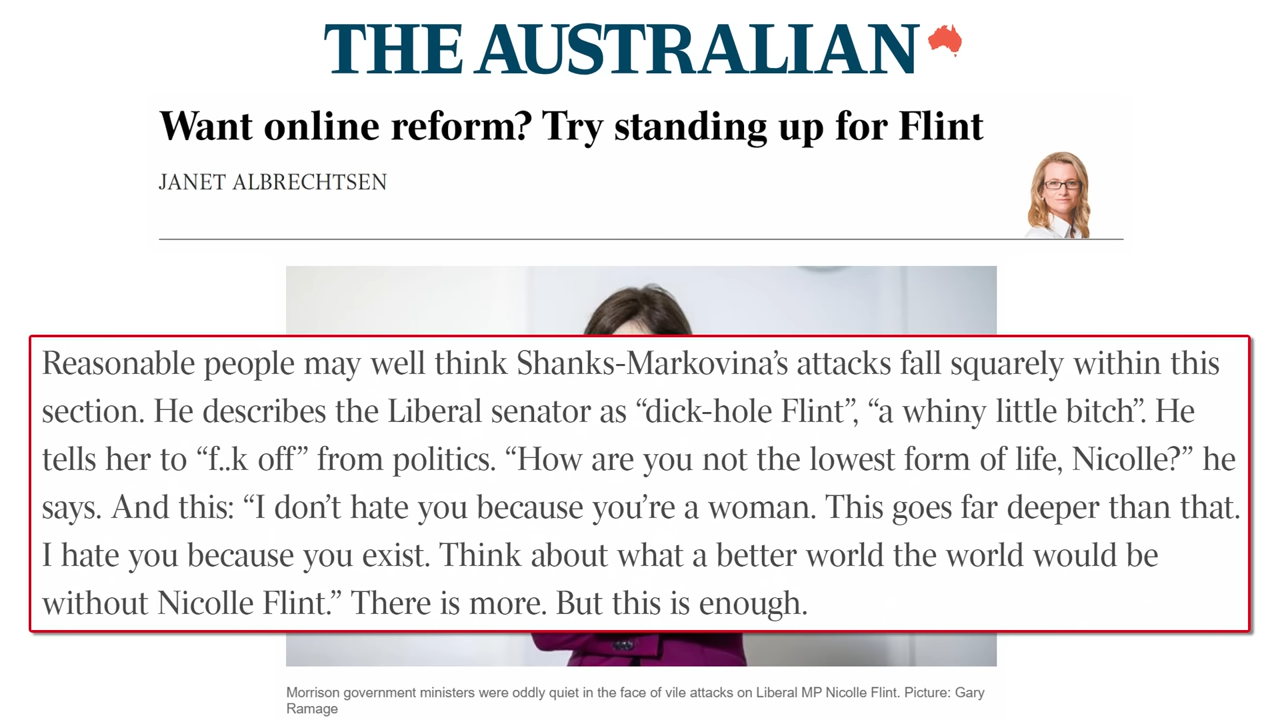 THE AUSTRALIAN
Want online reform? Try standing up for Flint
JANET ALBRECHTSEN
Reasonable people may well think Shanks-Markovina’s attacks fall squarely within this
section. He describes the Liberal senator as “dick-hole Flint”, “a whiny little bitch”. He
tells her to “f..k off” from politics. “How are you not the lowest form of life, Nicolle?” he
says. And this: “I don’t hate you because you’re a woman. This goes far deeper than that.
I hate you because you exist. Think about what a better world the world would be
without Nicolle Flint.” There is more. But this is enough.
Morrison government ministers were oddly quiet in the face of vile attacks on Liberal MP Nicolle Flint. Picture: Gary
Ramage